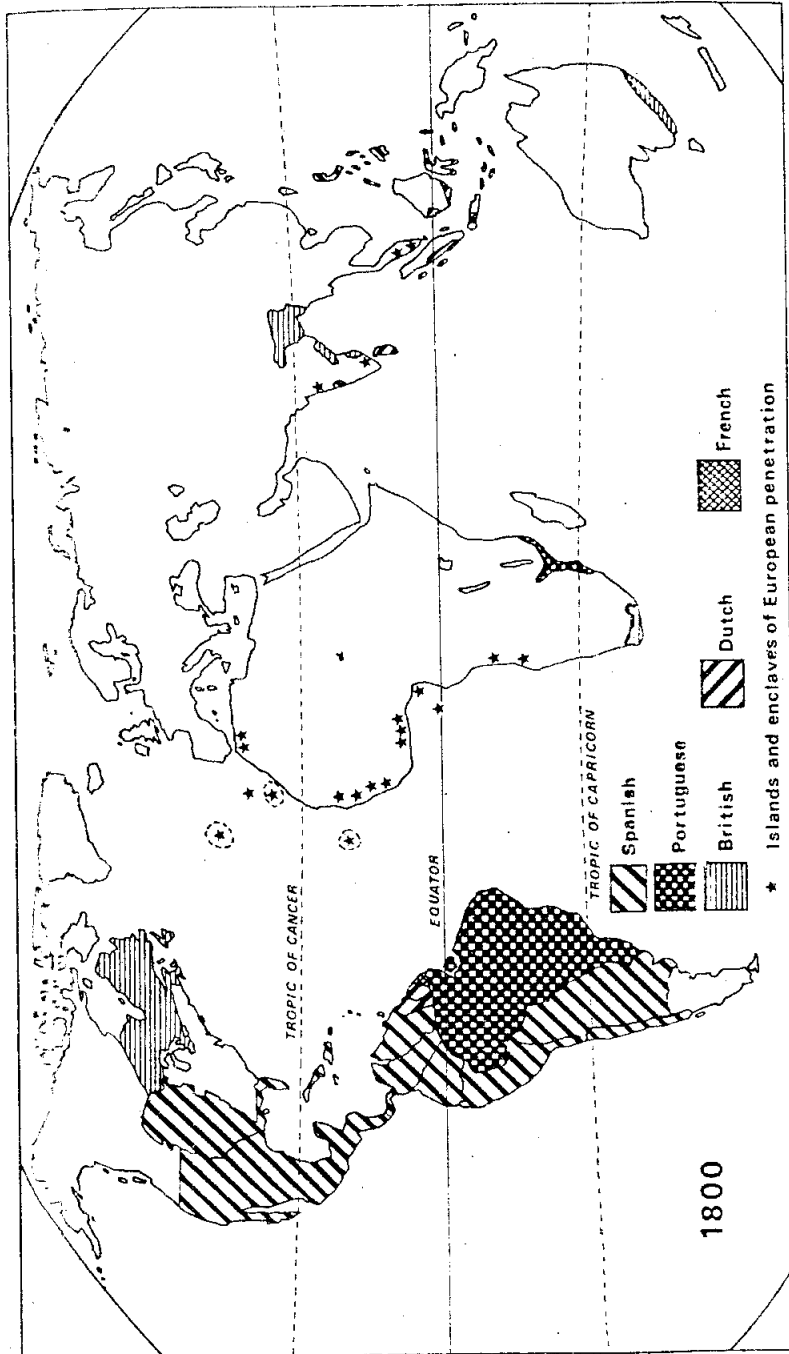 TROPIC OF CANCER
EQUATOR
TROPIC OF CAPRICORN
1800
Spanish
Portuguese
British
Dutch
French
★ Islands and enclaves of European penetration